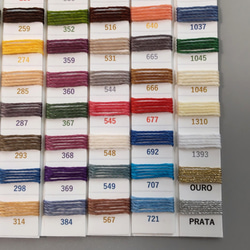 259 352 516 640 1037
274 359 531 665 1045
285 360 544 666 1046
287 367 545 677 1310
293 368 548 692 1393
298 369 549 707 OURO
314 384 567 721 PRATA